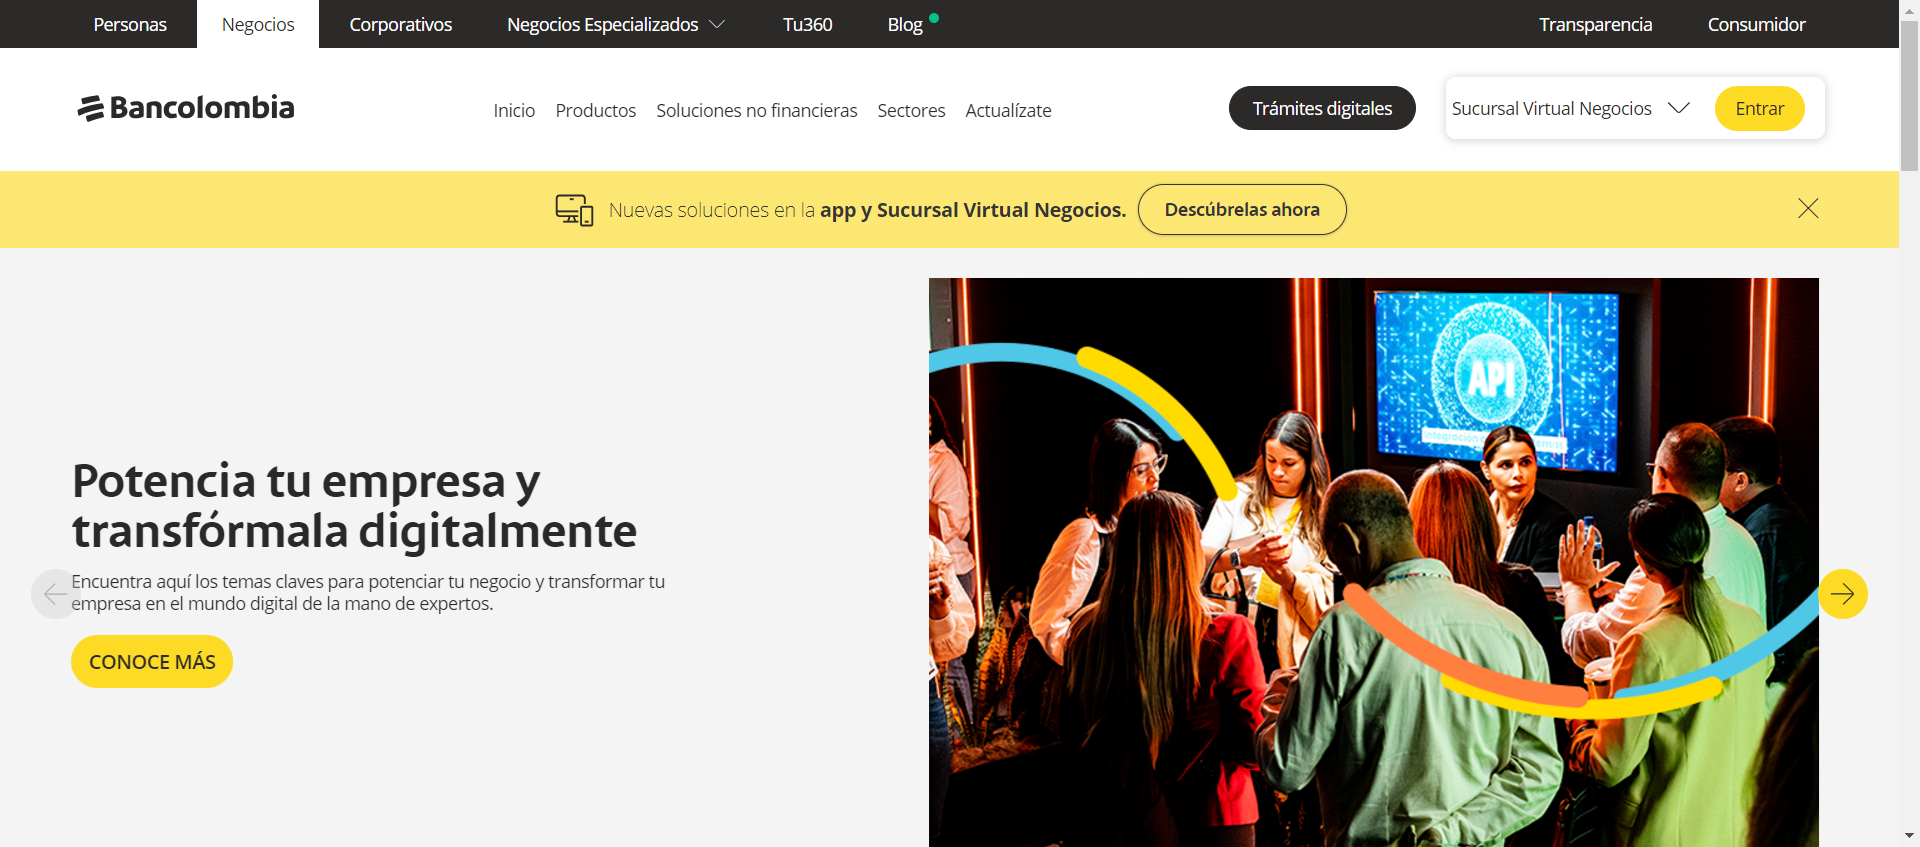 Personas Negocios Corporativos Negocios Especializados Tu360 Blog Transparencia Consumidor
Bancolombia Inicio Productos Soluciones no financieras Sectores Actualízate Trámites digitales Sucursal Virtual Negocios Entrar
Nuevas soluciones en la app y Sucursal Virtual Negocios. Descúbrelas ahora
API
Potencia tu empresa y
transfórmala digitalmente
Encuentra aquí los temas claves para potenciar tu negocio y transformar tu
empresa en el mundo digital de la mano de expertos.
CONOCE MÁS